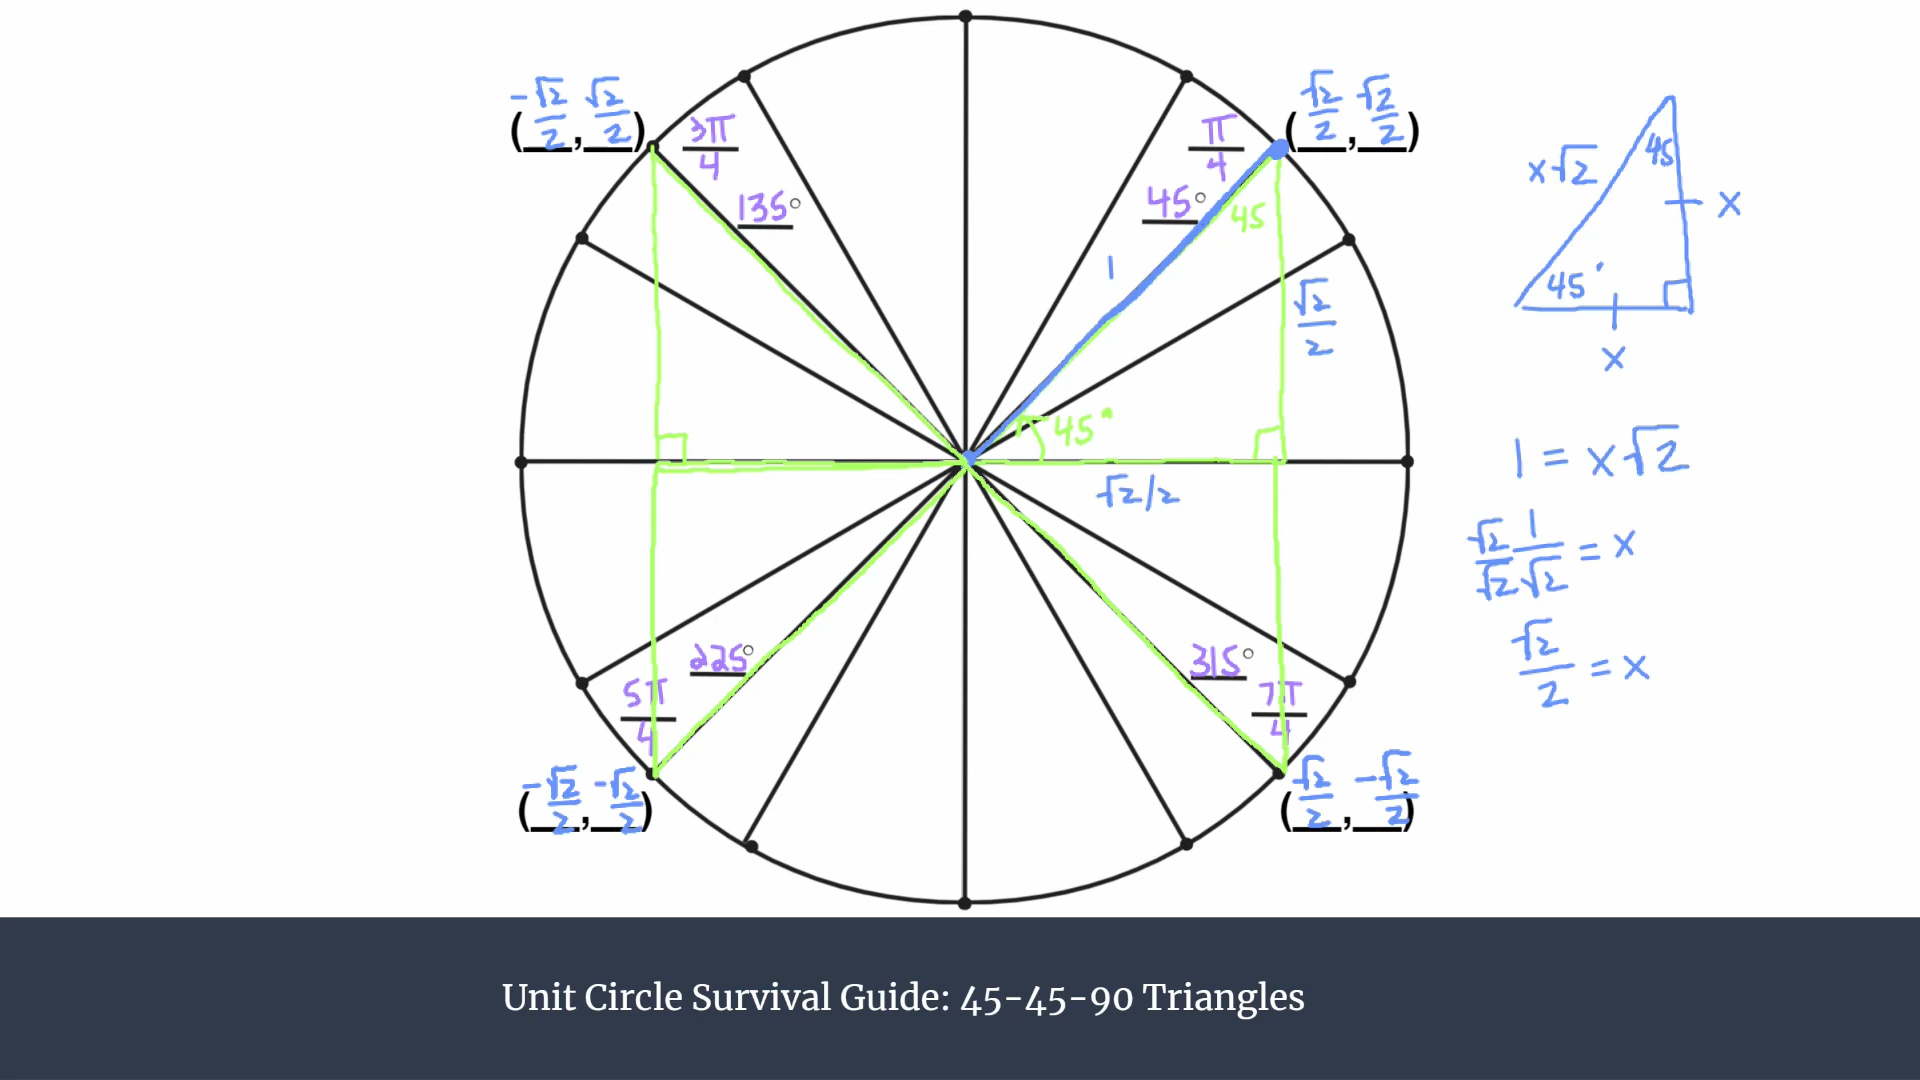 (-√2/2, √2/2)
3π/4
135°
π/4
45°
(√2/2, √2/2)
45
1
√2/2
45°
√2/2
x√2
45
x
45°
x
1 = x√2
√2/√2 1/√2 = x
√2/2 = x
225°
5π/4
(-√2/2, -√2/2)
315°
7π/4
(√2/2, -√2/2)
Unit Circle Survival Guide: 45-45-90 Triangles